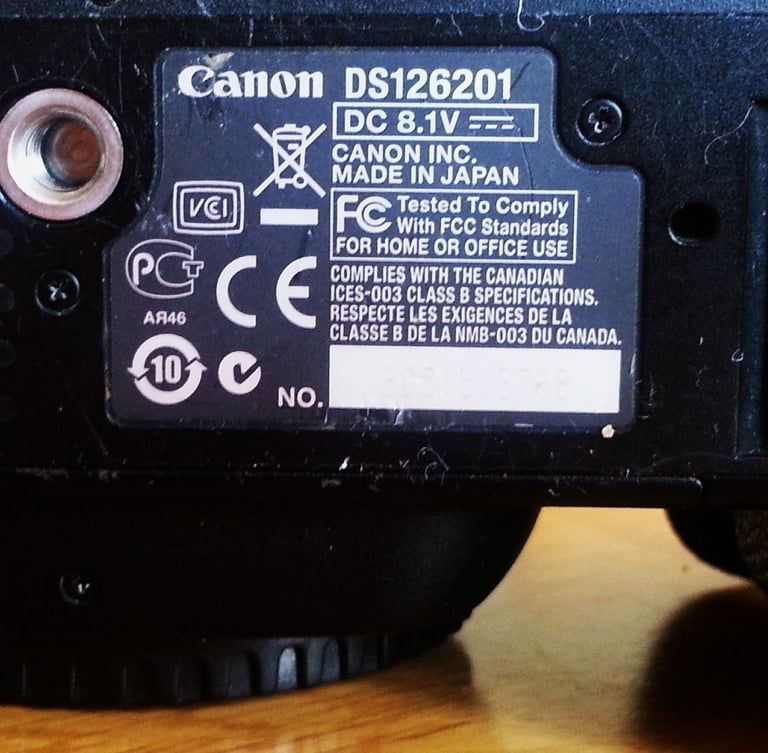 Canon DS126201
DC 8.1V
CANON INC.
MADE IN JAPAN
VCI
FC Tested To Comply
With FCC Standards
FOR HOME OR OFFICE USE
PCT
CE
COMPLIES WITH THE CANADIAN
ICES-003 CLASS B SPECIFICATIONS.
RESPECTE LES EXIGENCES DE LA
CLASSE B DE LA NMB-003 DU CANADA.
АЯ46
10
NO.